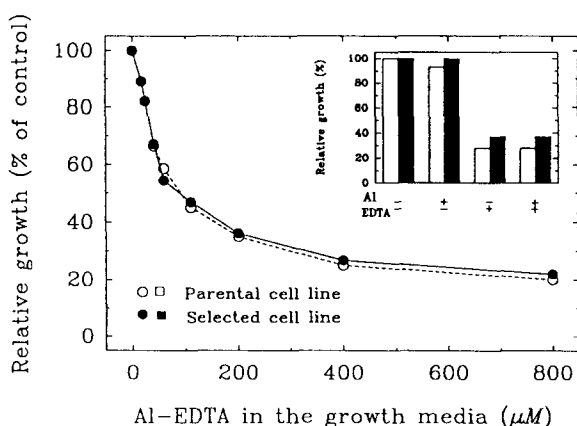 Relative growth (% of control)
100
80
60
40
20
0
Relative growth (%)
100
80
60
40
20
0
Al − + − +
EDTA − − + +
○ □ Parental cell line
● ■ Selected cell line
0 200 400 600 800
Al−EDTA in the growth media (μM)